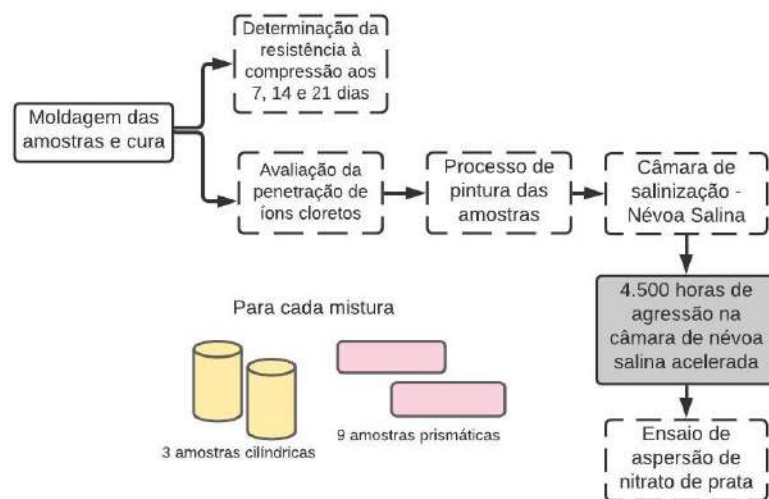 Determinação da
resistência à
compressão aos
7, 14 e 21 dias
Moldagem das
amostras e cura
Avaliação da
penetração de
íons cloretos
Processo de
pintura das
amostras
Câmara de
salinização -
Névoa Salina
4.500 horas de
agressão na
câmara de névoa
salina acelerada
Para cada mistura
3 amostras cilíndricas
9 amostras prismáticas
Ensaio de
aspersão de
nitrato de prata